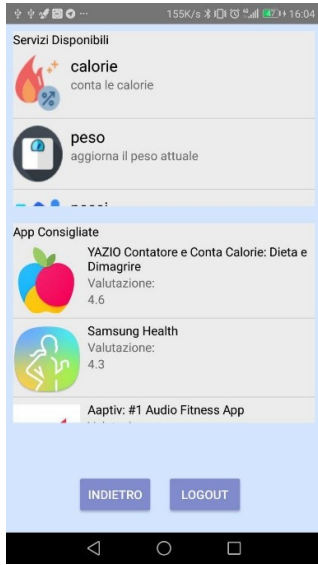 155K/s 16:04
Servizi Disponibili
calorie
conta le calorie
peso
aggiorna il peso attuale
App Consigliate
YAZIO Contatore e Conta Calorie: Dieta e
Dimagrire
Valutazione:
4.6
Samsung Health
Valutazione:
4.3
Aaptiv: #1 Audio Fitness App
INDIETRO LOGOUT